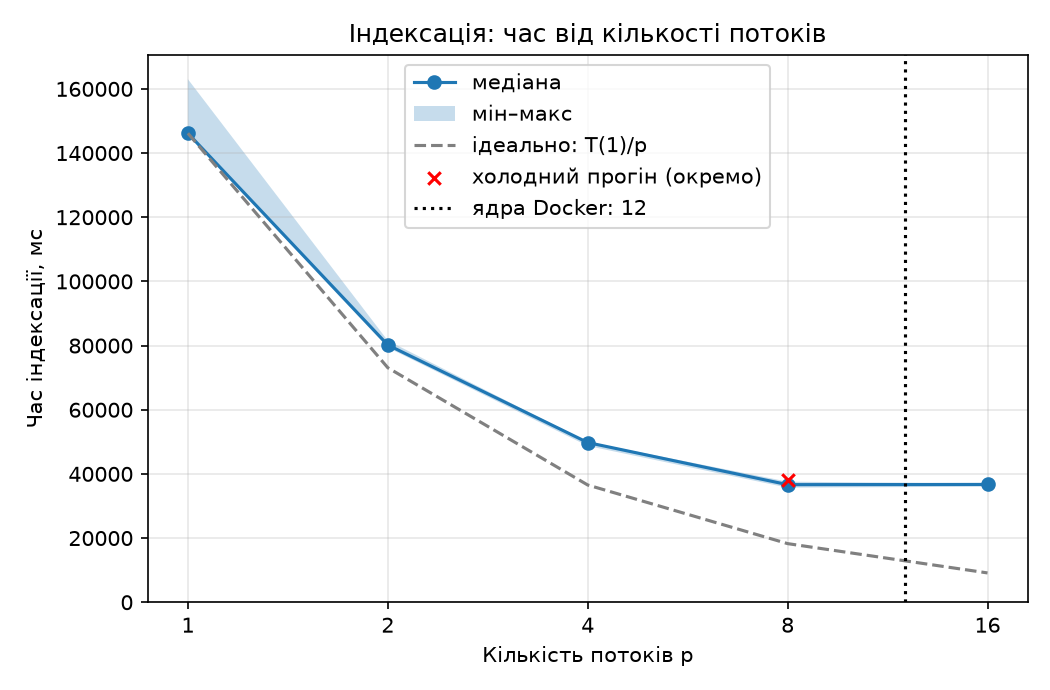 Індексація: час від кількості потоків
медіана
мін–макс
ідеально: T(1)/p
холодний прогін (окремо)
ядра Docker: 12
Час індексації, мс
160000
140000
120000
100000
80000
60000
40000
20000
0
1 2 4 8 16
Кількість потоків p